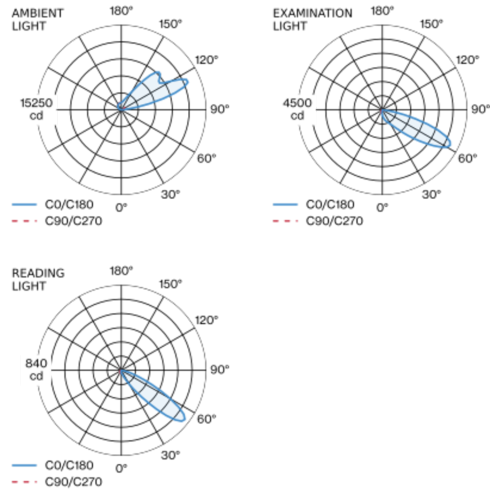 AMBIENT
LIGHT
180°
150°
120°
15250
cd
90°
60°
30°
0°
C0/C180
C90/C270
EXAMINATION
LIGHT
180°
150°
120°
4500
cd
90°
60°
30°
0°
C0/C180
C90/C270
READING
LIGHT
180°
150°
120°
840
cd
90°
60°
30°
0°
C0/C180
C90/C270